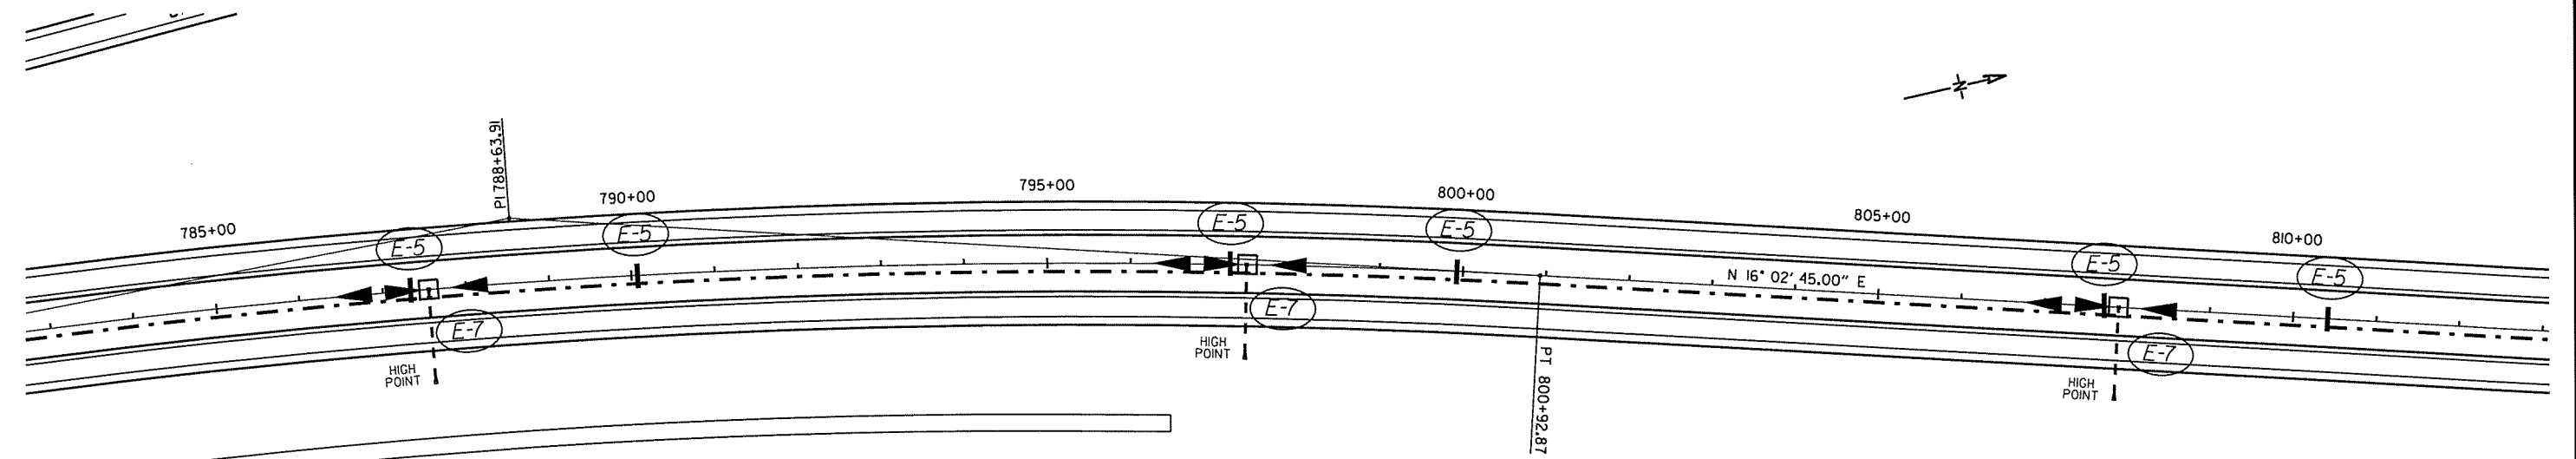 PI 788+63.91
785+00
790+00
795+00
800+00
805+00
810+00
E-5
E-5
E-5
E-5
E-5
E-5
N 16° 02' 45.00" E
E-7
E-7
E-7
HIGH
POINT
HIGH
POINT
HIGH
POINT
PT 800+92.87
N